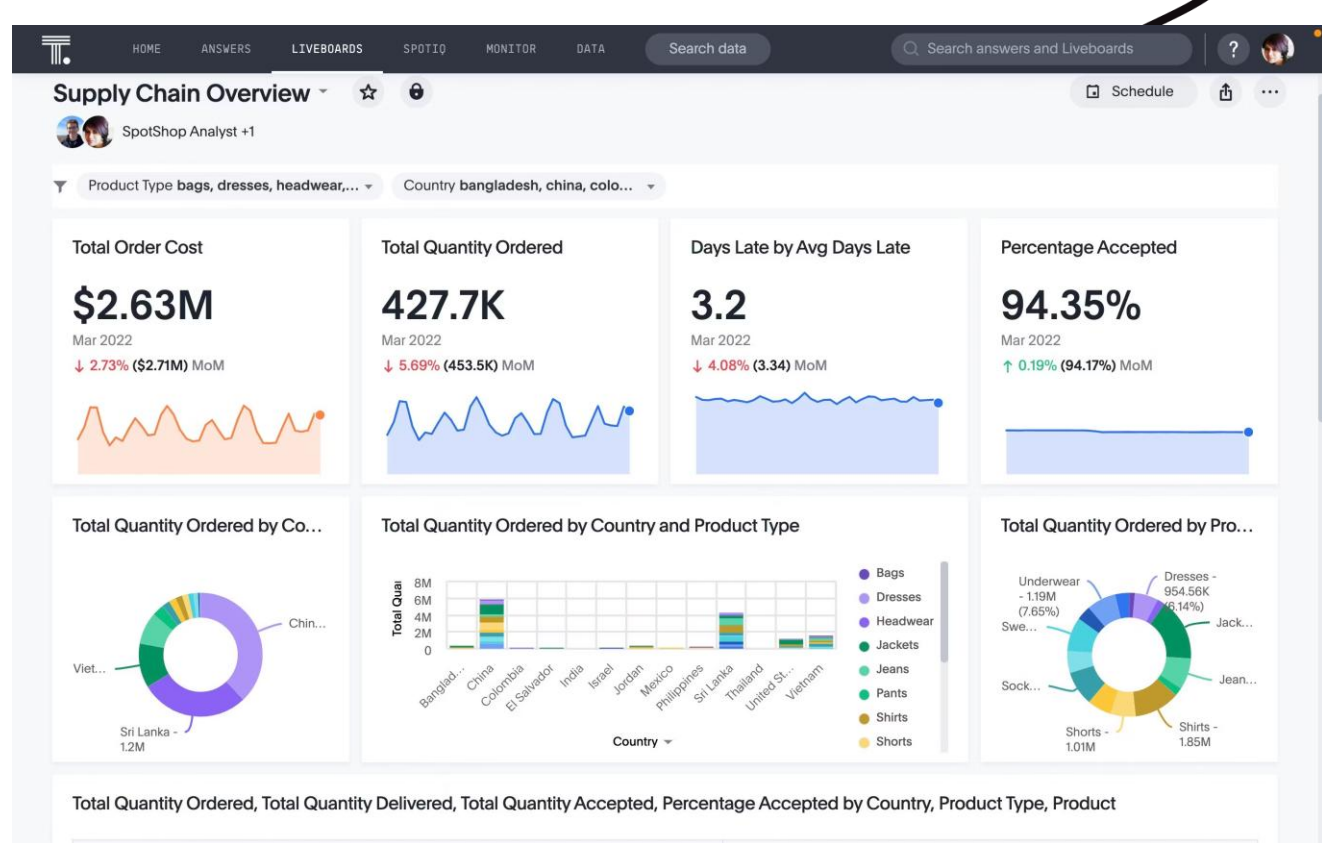 HOME ANSWERS LIVEBOARDS SPOTIQ MONITOR DATA Search data Search answers and Liveboards ?
Supply Chain Overview
Schedule
SpotShop Analyst +1
Product Type bags, dresses, headwear,... Country bangladesh, china, colo...
Total Order Cost
$2.63M
Mar 2022
↓ 2.73% ($2.71M) MoM
Total Quantity Ordered
427.7K
Mar 2022
↓ 5.69% (453.5K) MoM
Days Late by Avg Days Late
3.2
Mar 2022
↓ 4.08% (3.34) MoM
Percentage Accepted
94.35%
Mar 2022
↑ 0.19% (94.17%) MoM
Total Quantity Ordered by Co...
Chin...
Viet...
Sri Lanka -
1.2M
Total Quantity Ordered by Country and Product Type
Total Quar
8M
6M
4M
2M
0
Banglad...
China
Colombia
El Salvador
India
Israel
Jordan
Mexico
Philippines
Sri Lanka
Thailand
United St...
Vietnam
Country
Bags
Dresses
Headwear
Jackets
Jeans
Pants
Shirts
Shorts
Total Quantity Ordered by Pro...
Underwear
- 1.19M
(7.65%)
Dresses -
954.56K
(6.14%)
Swe...
Jack...
Sock...
Jean...
Shorts -
1.01M
Shirts -
1.85M
Total Quantity Ordered, Total Quantity Delivered, Total Quantity Accepted, Percentage Accepted by Country, Product Type, Product